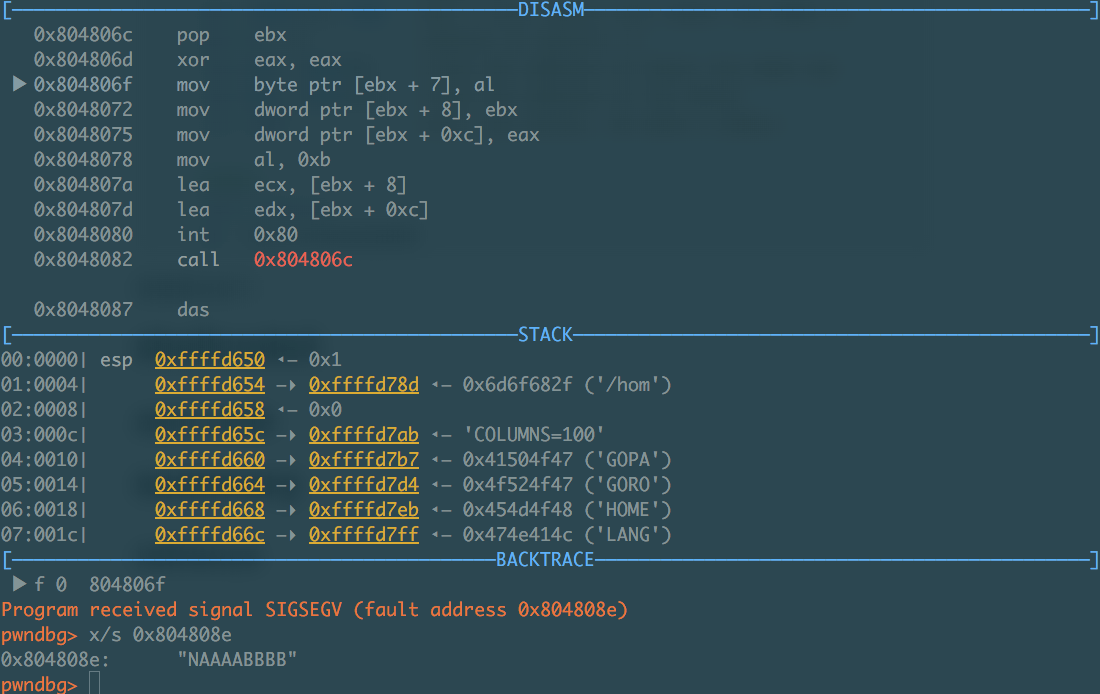 [DISASM]
0x804806c pop ebx
0x804806d xor eax, eax
► 0x804806f mov byte ptr [ebx + 7], al
0x8048072 mov dword ptr [ebx + 8], ebx
0x8048075 mov dword ptr [ebx + 0xc], eax
0x8048078 mov al, 0xb
0x804807a lea ecx, [ebx + 8]
0x804807d lea edx, [ebx + 0xc]
0x8048080 int 0x80
0x8048082 call 0x804806c
0x8048087 das
[STACK]
00:0000| esp 0xffffd650 ◂— 0x1
01:0004| 0xffffd654 —▸ 0xffffd78d ◂— 0x6d6f682f ('/hom')
02:0008| 0xffffd658 ◂— 0x0
03:000c| 0xffffd65c —▸ 0xffffd7ab ◂— 'COLUMNS=100'
04:0010| 0xffffd660 —▸ 0xffffd7b7 ◂— 0x41504f47 ('GOPA')
05:0014| 0xffffd664 —▸ 0xffffd7d4 ◂— 0x4f524f47 ('GORO')
06:0018| 0xffffd668 —▸ 0xffffd7eb ◂— 0x454d4f48 ('HOME')
07:001c| 0xffffd66c —▸ 0xffffd7ff ◂— 0x474e414c ('LANG')
[BACKTRACE]
► f 0 804806f
Program received signal SIGSEGV (fault address 0x804808e)
pwndbg> x/s 0x804808e
0x804808e: "NAAAABBBB"
pwndbg>